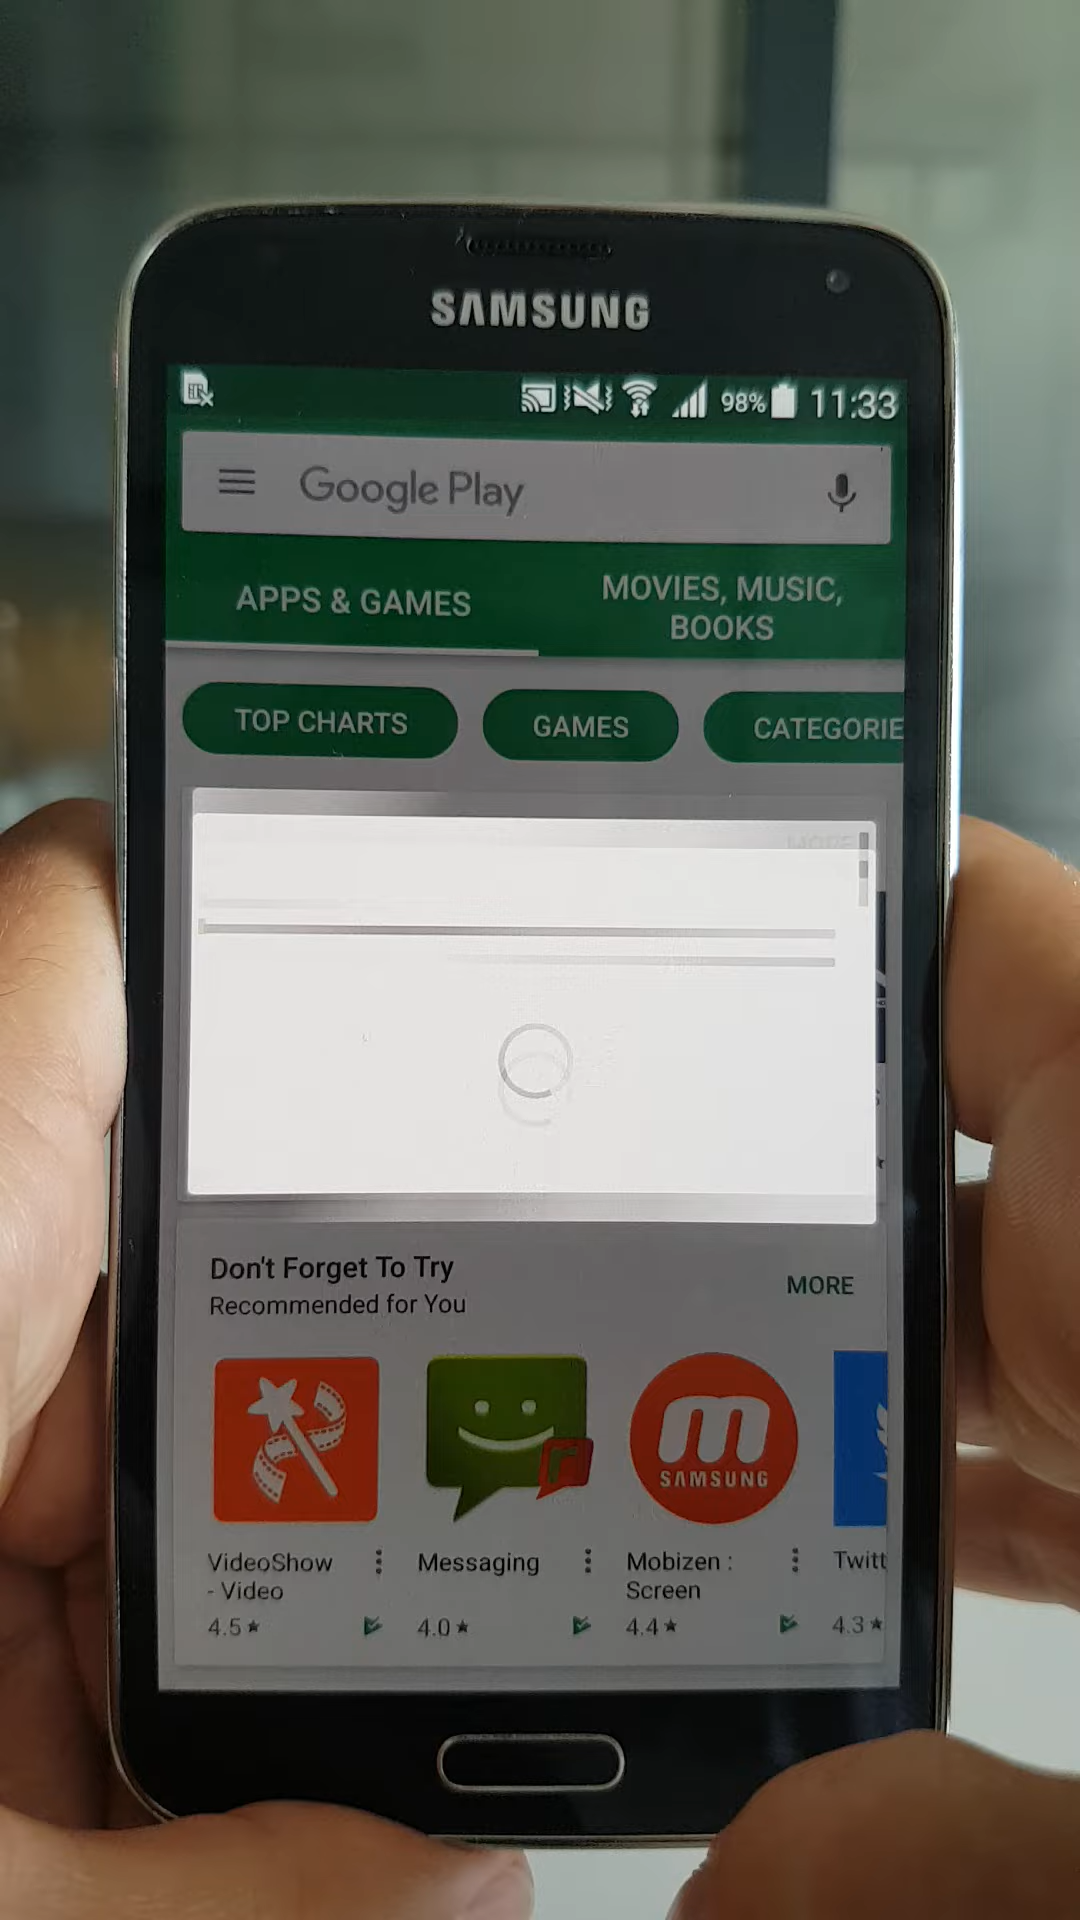 SAMSUNG
98% 11:33
Google Play
APPS & GAMES
MOVIES, MUSIC,
BOOKS
TOP CHARTS
GAMES
CATEGORIE
MORE
Don't Forget To Try
Recommended for You
MORE
m
SAMSUNG
VideoShow
- Video
4.5★
Messaging
4.0★
Mobizen :
Screen
4.4★
Twitt
4.3★